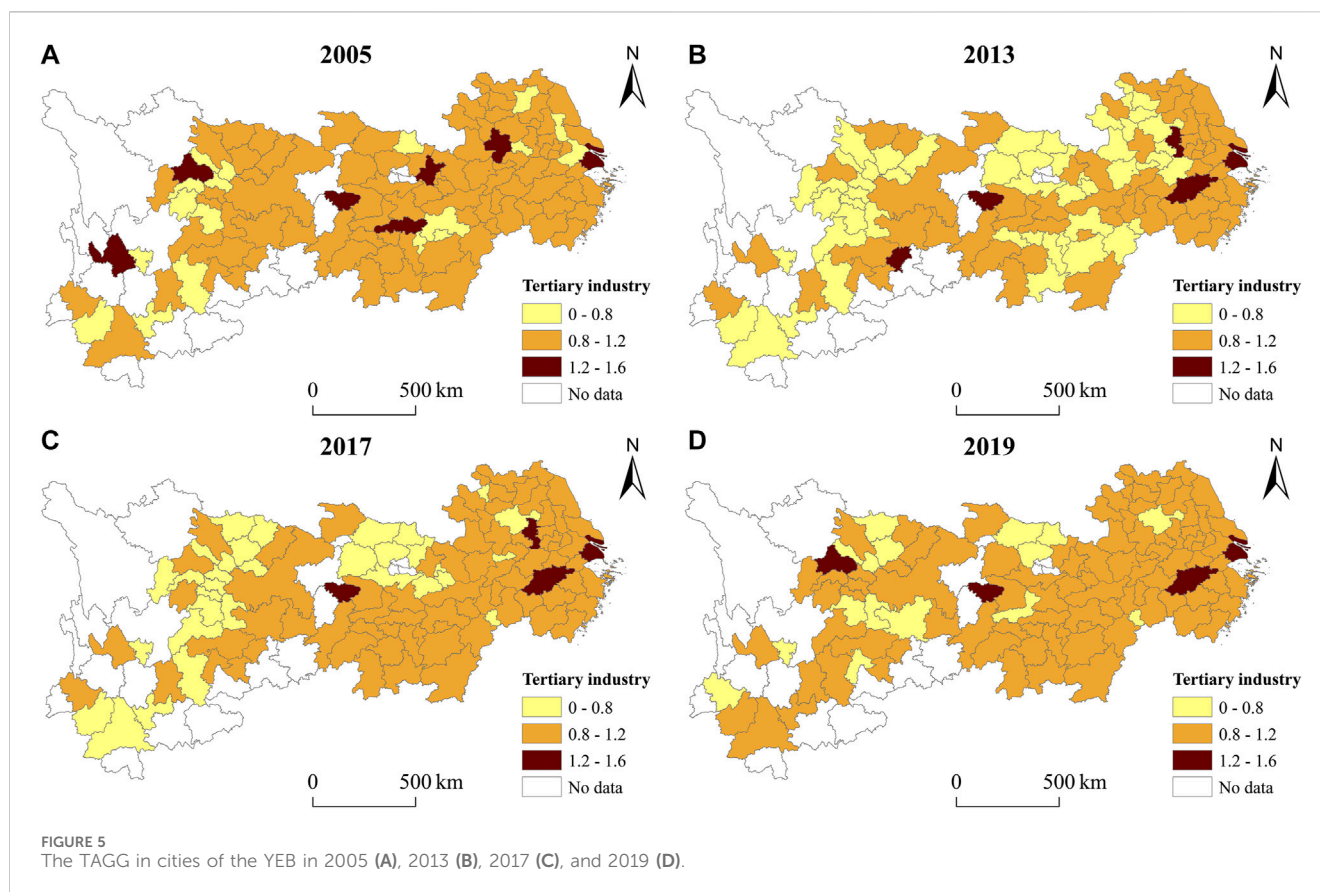 A
2005
N
Tertiary industry
0 - 0.8
0.8 - 1.2
1.2 - 1.6
No data
0 500 km
B
2013
N
Tertiary industry
0 - 0.8
0.8 - 1.2
1.2 - 1.6
No data
0 500 km
C
2017
N
Tertiary industry
0 - 0.8
0.8 - 1.2
1.2 - 1.6
No data
0 500 km
D
2019
N
Tertiary industry
0 - 0.8
0.8 - 1.2
1.2 - 1.6
No data
0 500 km
FIGURE 5
The TAGG in cities of the YEB in 2005 (A), 2013 (B), 2017 (C), and 2019 (D).